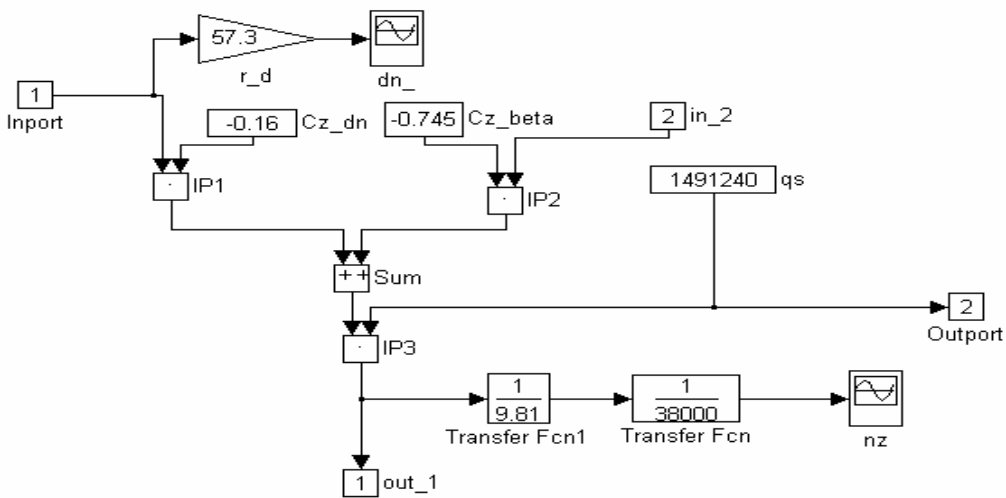 57.3
r_d
dn_
1
Inport
-0.16
Cz_dn
-0.745
Cz_beta
2
in_2
IP1
IP2
1491240
qs
++
Sum
2
Outport
IP3
1
9.81
Transfer Fcn1
1
38000
Transfer Fcn
nz
1
out_1